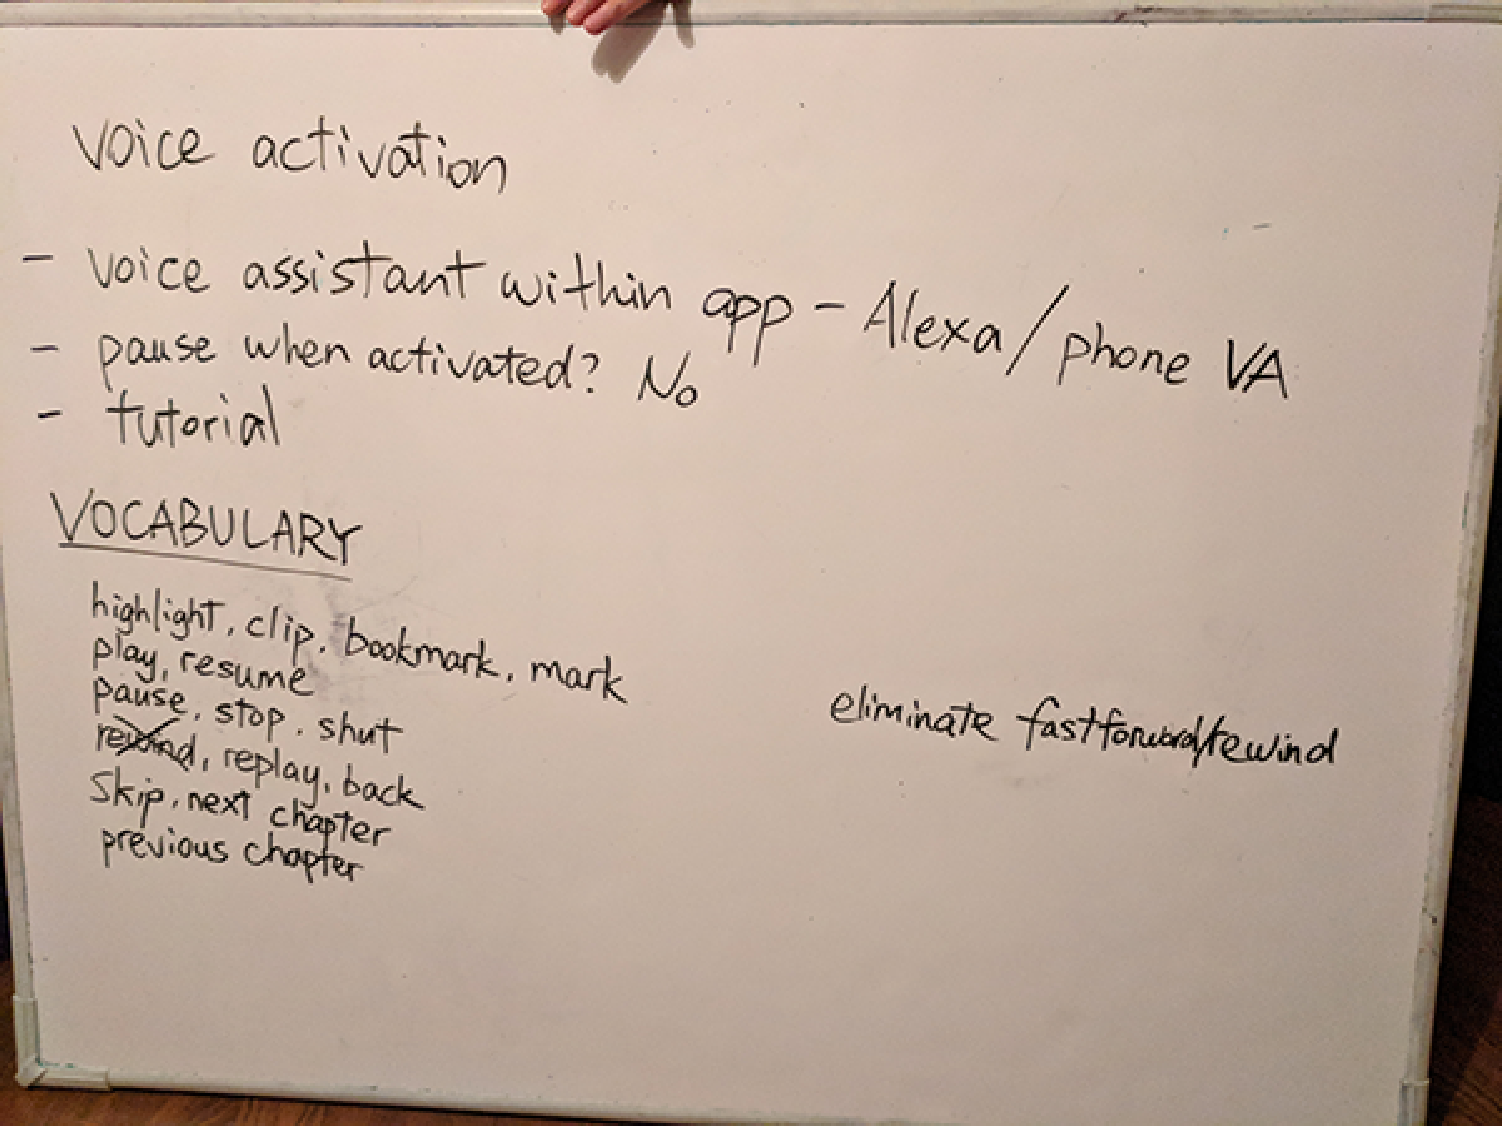 voice activation
- voice assistant within app - Alexa/phone VA
- pause when activated? No
- tutorial
VOCABULARY
highlight, clip, bookmark, mark
play, resume
pause, stop, shut
rewind, replay, back
Skip, next chapter
previous chapter
eliminate fastforward/rewind